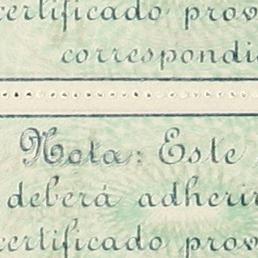 certificado prov
correspondi
Nota: Este
deberá adherir
certificado prov